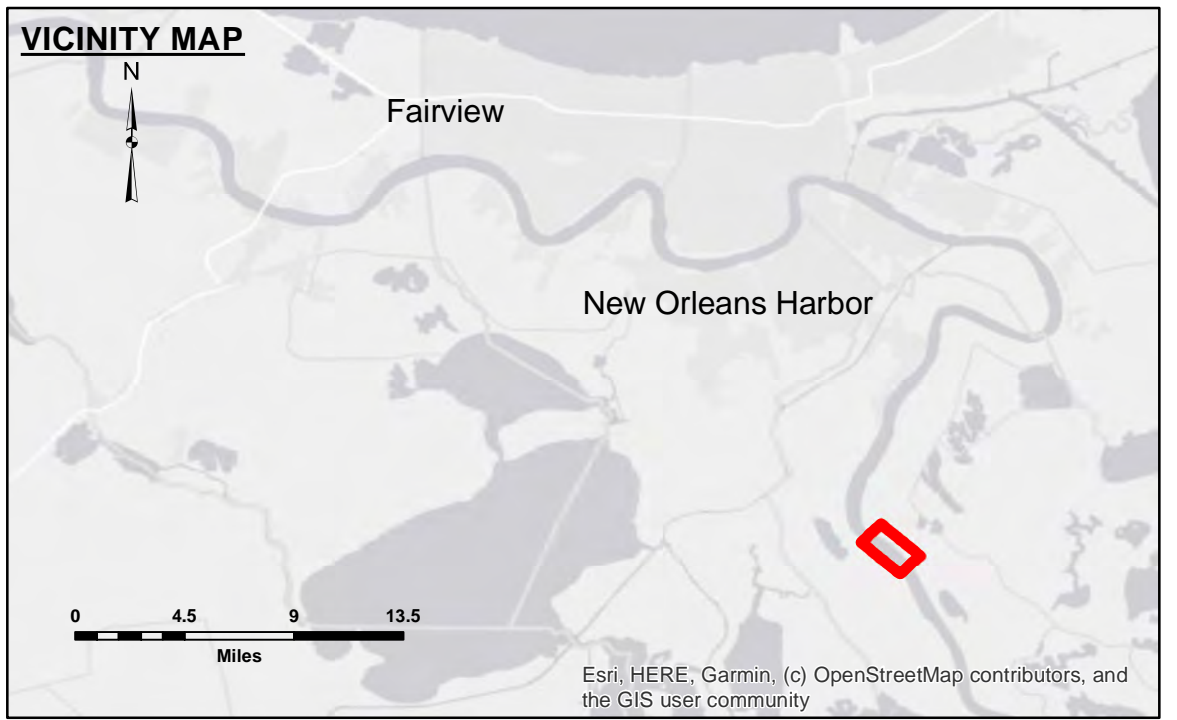 VICINITY MAP
N
Fairview
New Orleans Harbor
0 4.5 9 13.5
Miles
Esri, HERE, Garmin, (c) OpenStreetMap contributors, and
the GIS user community